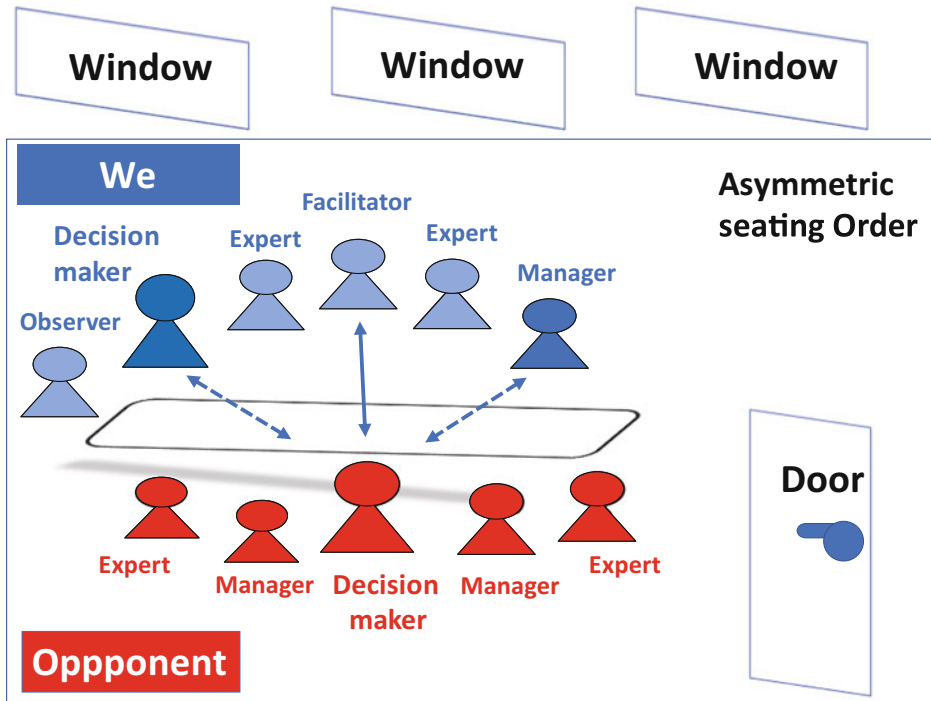 Window
Window
Window
We
Asymmetric
seating Order
Facilitator
Decision
maker
Expert
Expert
Manager
Observer
Door
Expert
Manager
Decision
maker
Manager
Expert
Oppponent